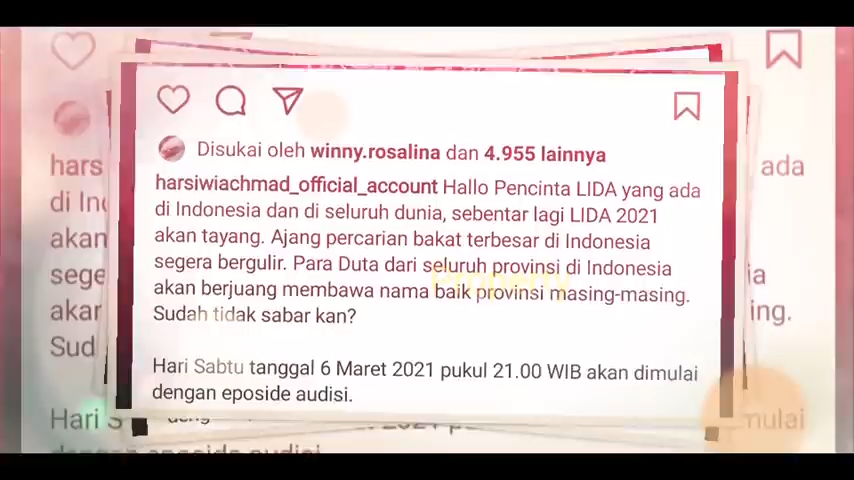 Disukai oleh winny.rosalina dan 4.955 lainnya
harsiwiachmad_official_account Hallo Pencinta LIDA yang ada
di Indonesia dan di seluruh dunia, sebentar lagi LIDA 2021
akan tayang. Ajang percarian bakat terbesar di Indonesia
segera bergulir. Para Duta dari seluruh provinsi di Indonesia
akan berjuang membawa nama baik provinsi masing-masing.
Sudah tidak sabar kan?
Hari Sabtu tanggal 6 Maret 2021 pukul 21.00 WIB akan dimulai
dengan eposide audisi.